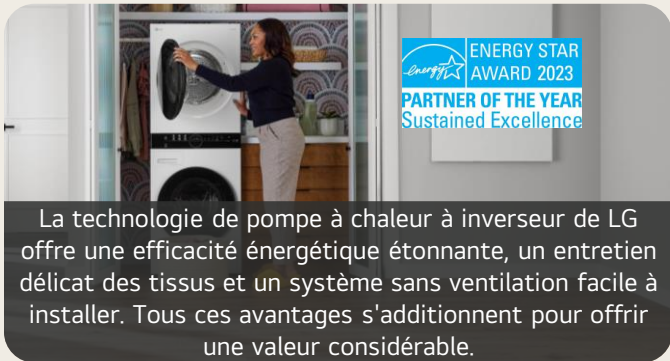 energy
ENERGY STAR
AWARD 2023
PARTNER OF THE YEAR
Sustained Excellence
La technologie de pompe à chaleur à inverseur de LG
offre une efficacité énergétique étonnante, un entretien
délicat des tissus et un système sans ventilation facile à
installer. Tous ces avantages s'additionnent pour offrir
une valeur considérable.